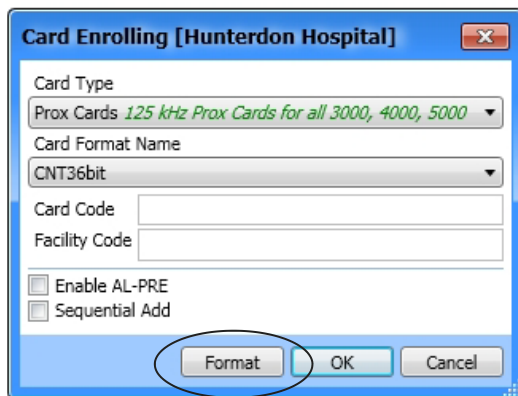 Card Enrolling [Hunterdon Hospital]
Card Type
Prox Cards 125 kHz Prox Cards for all 3000, 4000, 5000
Card Format Name
CNT36bit
Card Code
Facility Code
Enable AL-PRE
Sequential Add
Format OK Cancel